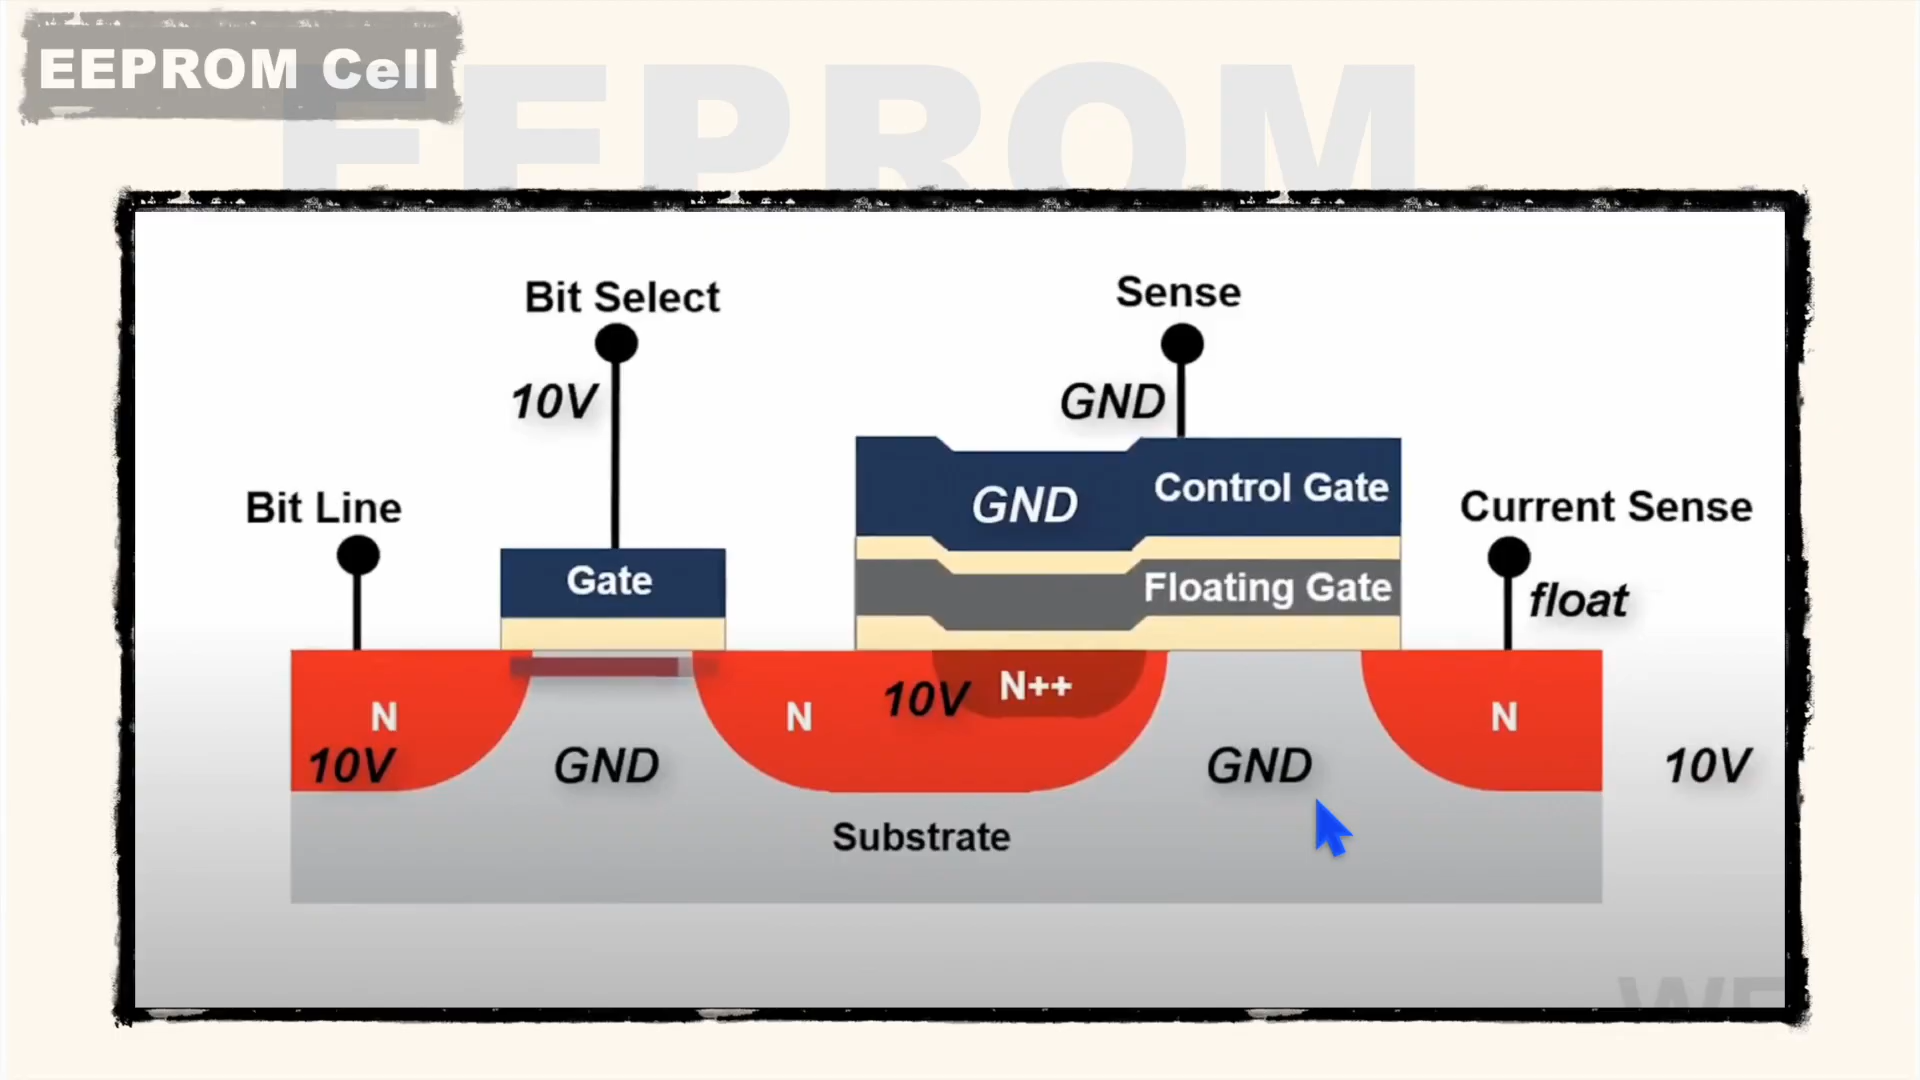 EEPROM Cell
EEPROM
Bit Select
Sense
10V
GND
Bit Line
GND
Control Gate
Current Sense
Gate
Floating Gate
float
N
N
10V
N++
N
10V
GND
GND
10V
Substrate